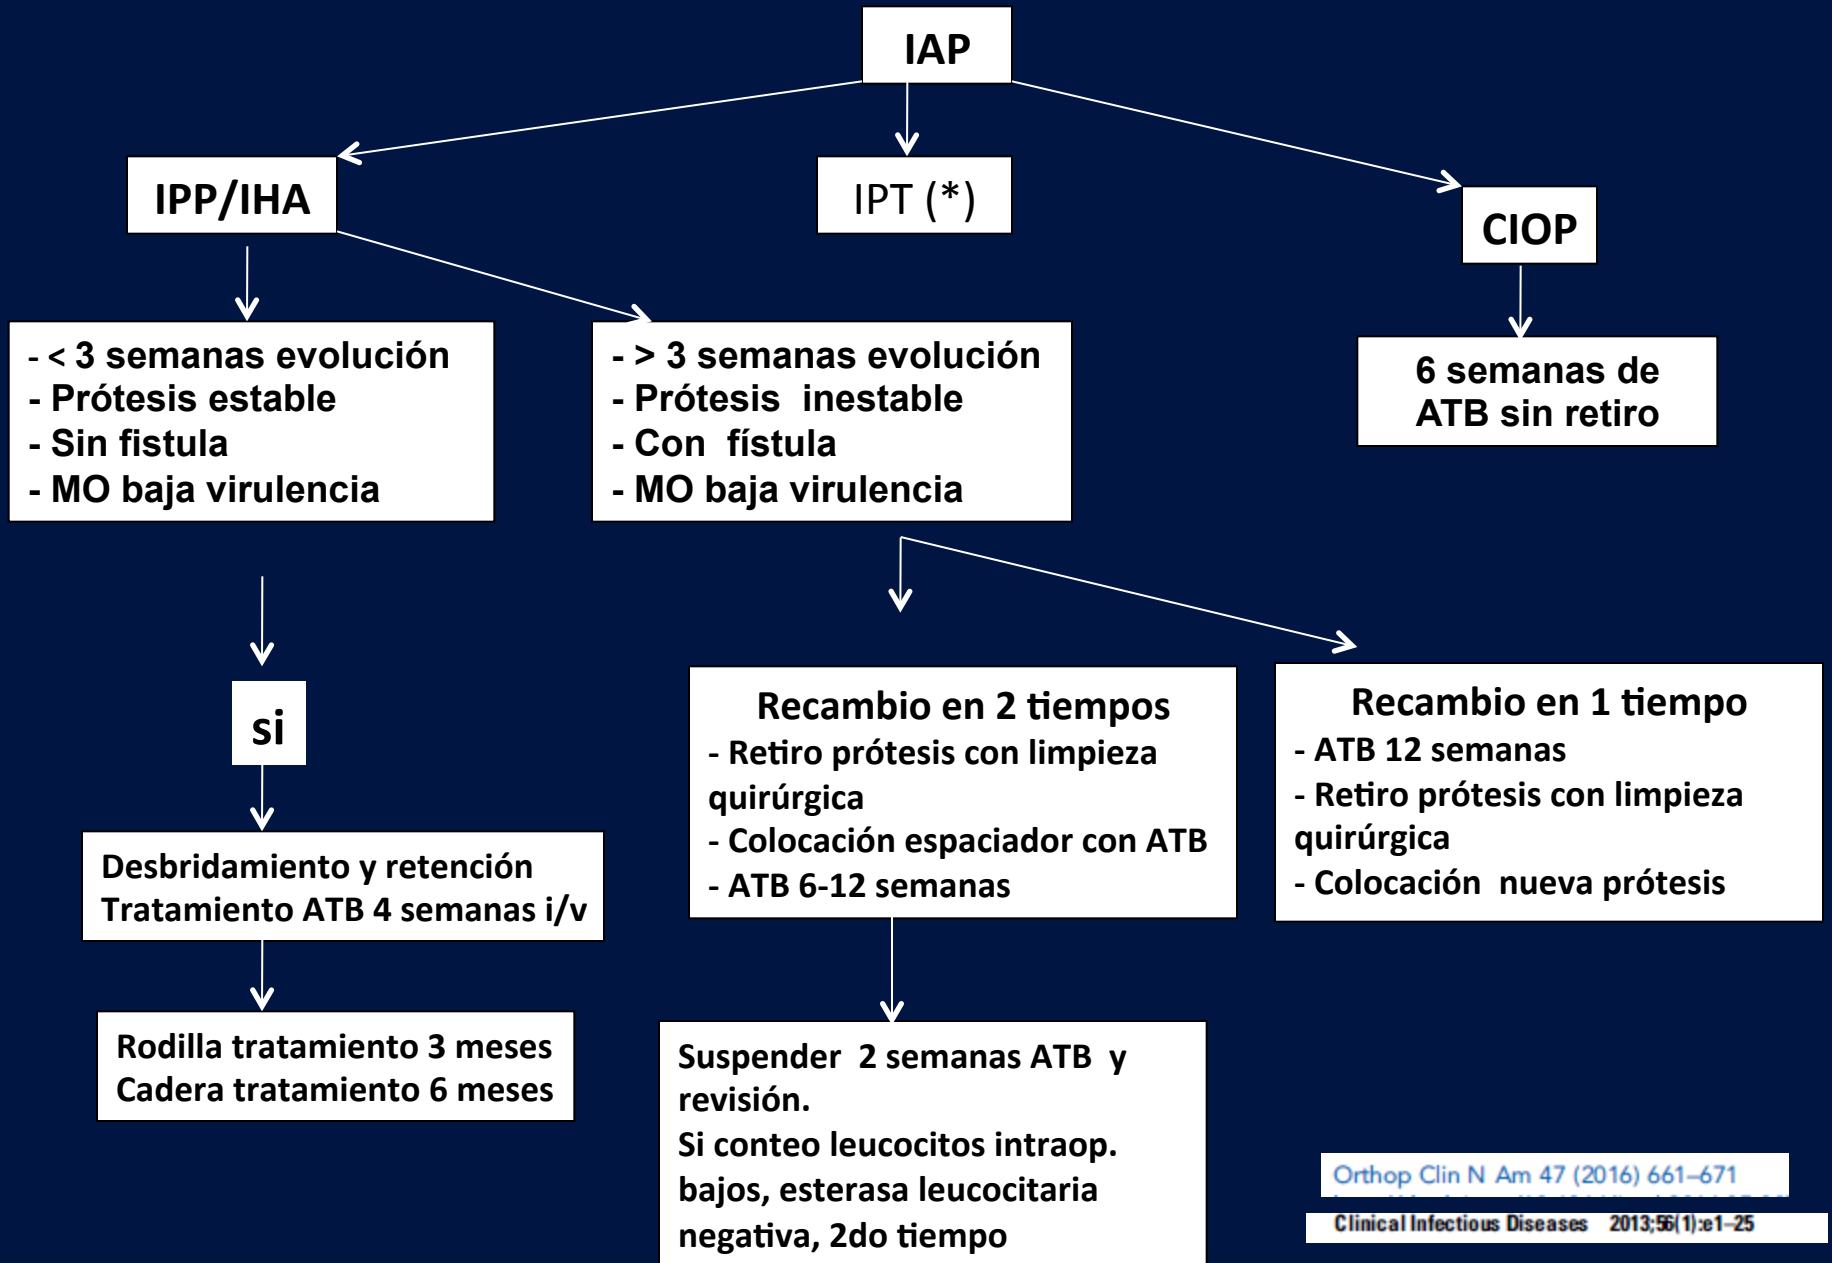 IAP
IPP/IHA
IPT (*)
CIOP
- < 3 semanas evolución
- Prótesis estable
- Sin fistula
- MO baja virulencia
- > 3 semanas evolución
- Prótesis inestable
- Con fístula
- MO baja virulencia
6 semanas de
ATB sin retiro
si
Desbridamiento y retención
Tratamiento ATB 4 semanas i/v
Rodilla tratamiento 3 meses
Cadera tratamiento 6 meses
Recambio en 2 tiempos
- Retiro prótesis con limpieza
quirúrgica
- Colocación espaciador con ATB
- ATB 6-12 semanas
Recambio en 1 tiempo
- ATB 12 semanas
- Retiro prótesis con limpieza
quirúrgica
- Colocación nueva prótesis
Suspender 2 semanas ATB y
revisión.
Si conteo leucocitos intraop.
bajos, esterasa leucocitaria
negativa, 2do tiempo
Orthop Clin N Am 47 (2016) 661–671
Clinical Infectious Diseases 2013;56(1):e1–25